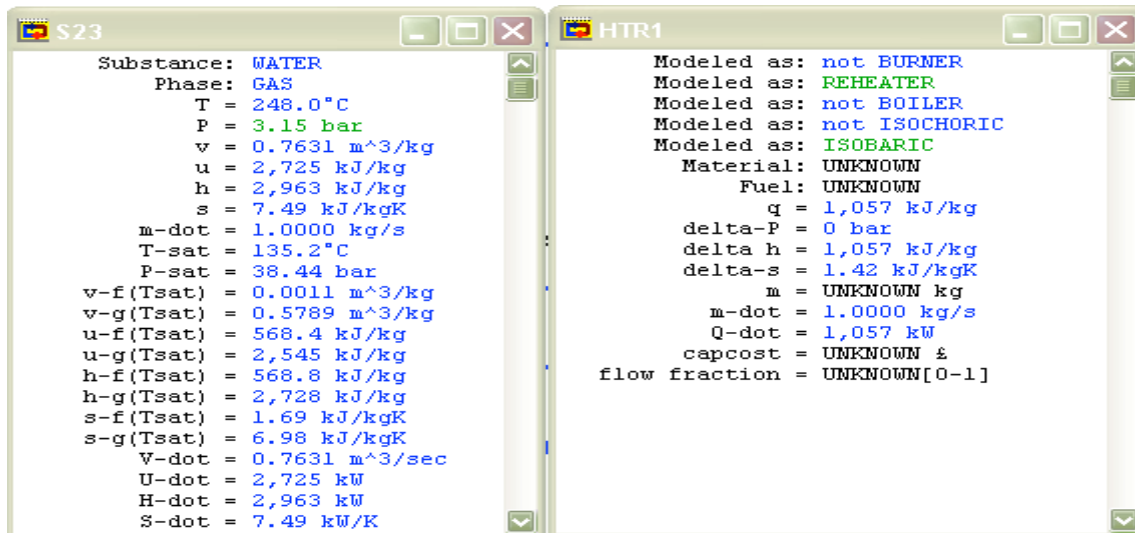 S23
Substance: WATER
Phase: GAS
T = 248.0°C
P = 3.15 bar
v = 0.7631 m^3/kg
u = 2,725 kJ/kg
h = 2,963 kJ/kg
s = 7.49 kJ/kgK
m-dot = 1.0000 kg/s
T-sat = 135.2°C
P-sat = 38.44 bar
v-f(Tsat) = 0.0011 m^3/kg
v-g(Tsat) = 0.5789 m^3/kg
u-f(Tsat) = 568.4 kJ/kg
u-g(Tsat) = 2,545 kJ/kg
h-f(Tsat) = 568.8 kJ/kg
h-g(Tsat) = 2,728 kJ/kg
s-f(Tsat) = 1.69 kJ/kgK
s-g(Tsat) = 6.98 kJ/kgK
V-dot = 0.7631 m^3/sec
U-dot = 2,725 kW
H-dot = 2,963 kW
S-dot = 7.49 kW/K
HTR1
Modeled as: not BURNER
Modeled as: REHEATER
Modeled as: not BOILER
Modeled as: not ISOCHORIC
Modeled as: ISOBARIC
Material: UNKNOWN
Fuel: UNKNOWN
q = 1,057 kJ/kg
delta-P = 0 bar
delta h = 1,057 kJ/kg
delta-s = 1.42 kJ/kgK
m = UNKNOWN kg
m-dot = 1.0000 kg/s
Q-dot = 1,057 kW
capcost = UNKNOWN £
flow fraction = UNKNOWN[0-1]